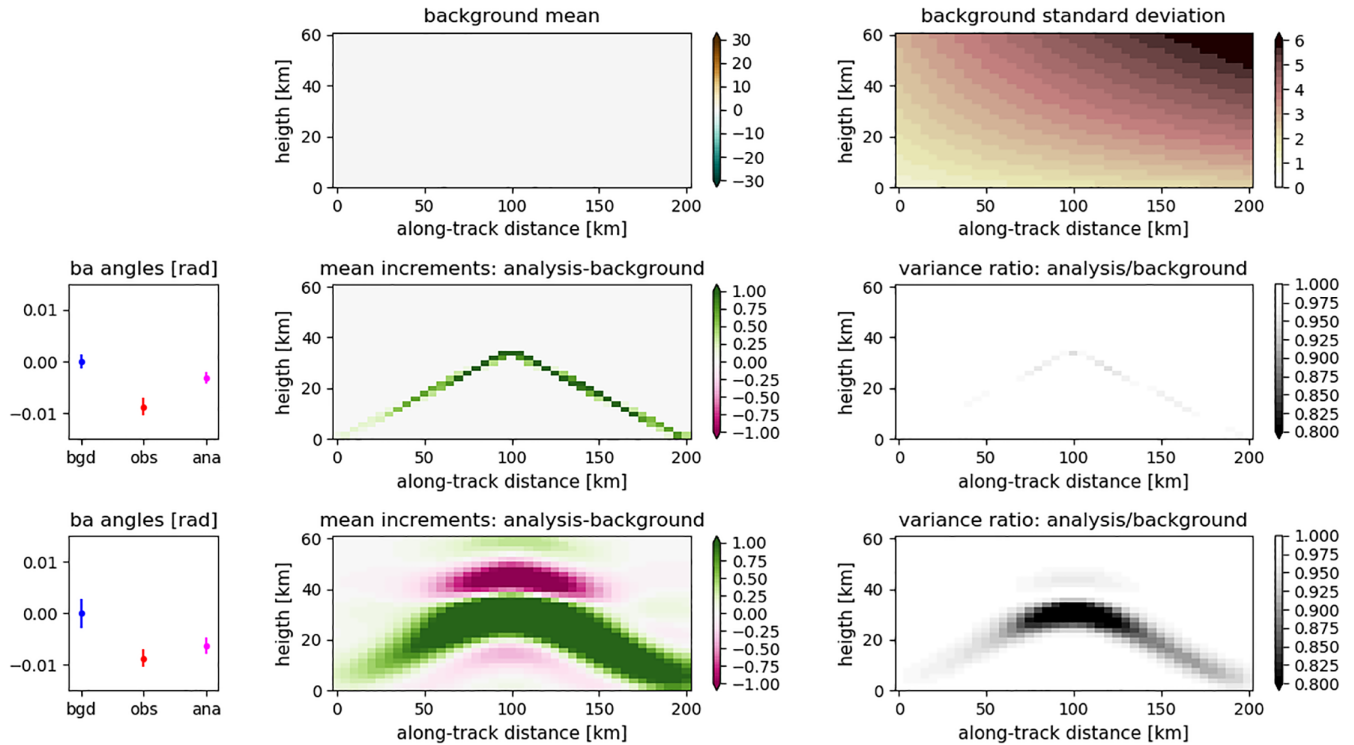 background mean
background standard deviation
60
40
20
0
heigth [km]
0 50 100 150 200
along-track distance [km]
30
20
10
0
−10
−20
−30
60
40
20
0
heigth [km]
0 50 100 150 200
along-track distance [km]
6
5
4
3
2
1
0
ba angles [rad]
0.01
0.00
−0.01
bgd obs ana
mean increments: analysis-background
60
40
20
0
heigth [km]
0 50 100 150 200
along-track distance [km]
1.00
0.75
0.50
0.25
0.00
−0.25
−0.50
−0.75
−1.00
variance ratio: analysis/background
60
40
20
0
heigth [km]
0 50 100 150 200
along-track distance [km]
1.000
0.975
0.950
0.925
0.900
0.875
0.850
0.825
0.800
ba angles [rad]
0.01
0.00
−0.01
bgd obs ana
mean increments: analysis-background
60
40
20
0
heigth [km]
0 50 100 150 200
along-track distance [km]
1.00
0.75
0.50
0.25
0.00
−0.25
−0.50
−0.75
−1.00
variance ratio: analysis/background
60
40
20
0
heigth [km]
0 50 100 150 200
along-track distance [km]
1.000
0.975
0.950
0.925
0.900
0.875
0.850
0.825
0.800